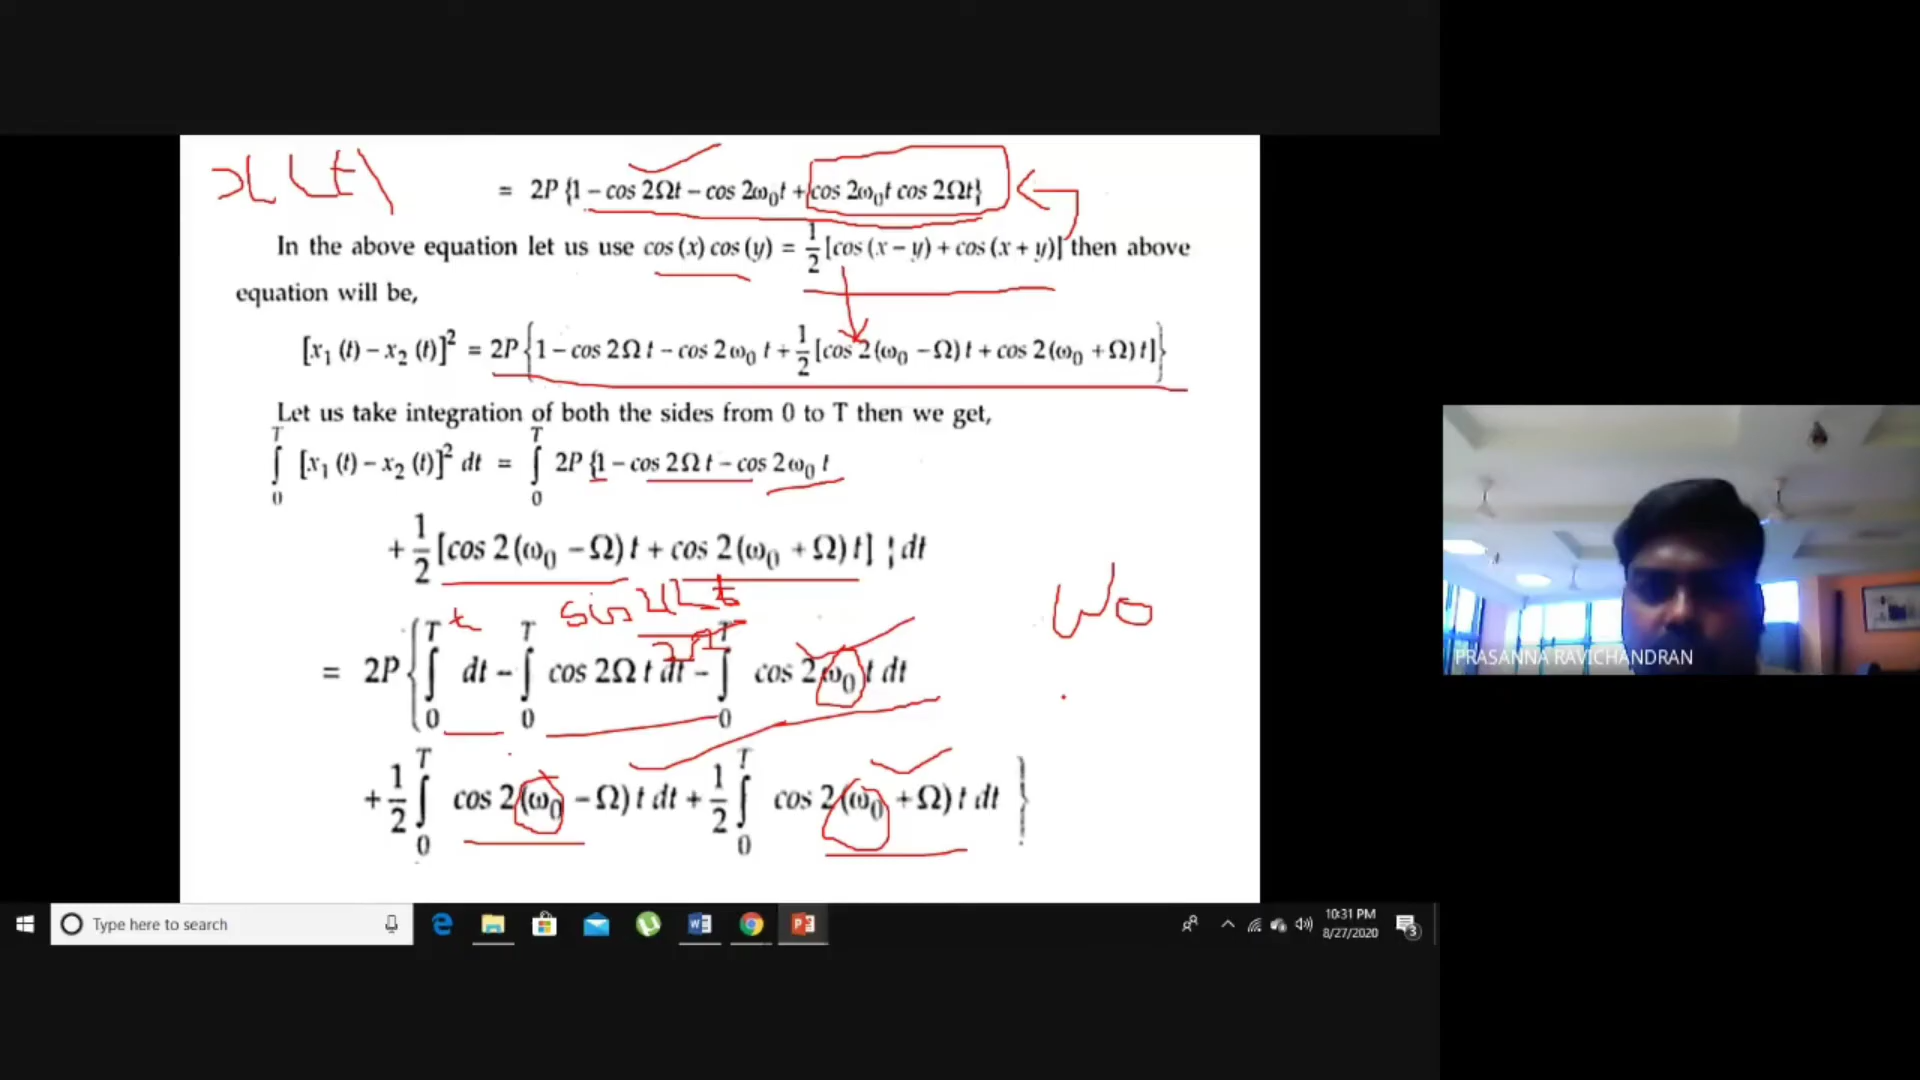 x(t)
= 2P {1 – cos 2Ωt – cos 2ω₀t + cos 2ω₀t cos 2Ωt}
In the above equation let us use cos (x) cos (y) = 1/2 [cos (x – y) + cos (x + y)] then above
equation will be,
[x₁ (t) – x₂ (t)]² = 2P {1 – cos 2Ω t – cos 2ω₀ t + 1/2 [cos 2 (ω₀ – Ω) t + cos 2 (ω₀ + Ω) t]}
Let us take integration of both the sides from 0 to T then we get,
∫₀ᵀ [x₁ (t) – x₂ (t)]² dt = ∫₀ᵀ 2P {1 – cos 2Ω t – cos 2ω₀ t
+ 1/2 [cos 2 (ω₀ – Ω) t + cos 2 (ω₀ + Ω) t] } dt
t sin 2Ωt
2Ω
ω₀
= 2P { ∫₀ᵀ dt – ∫₀ᵀ cos 2Ω t dt – ∫₀ᵀ cos 2ω₀ t dt
+ 1/2 ∫₀ᵀ cos 2 (ω₀ – Ω) t dt + 1/2 ∫₀ᵀ cos 2 (ω₀ + Ω) t dt }
PRASANNA RAVICHANDRAN
Type here to search
10:31 PM
8/27/2020
3